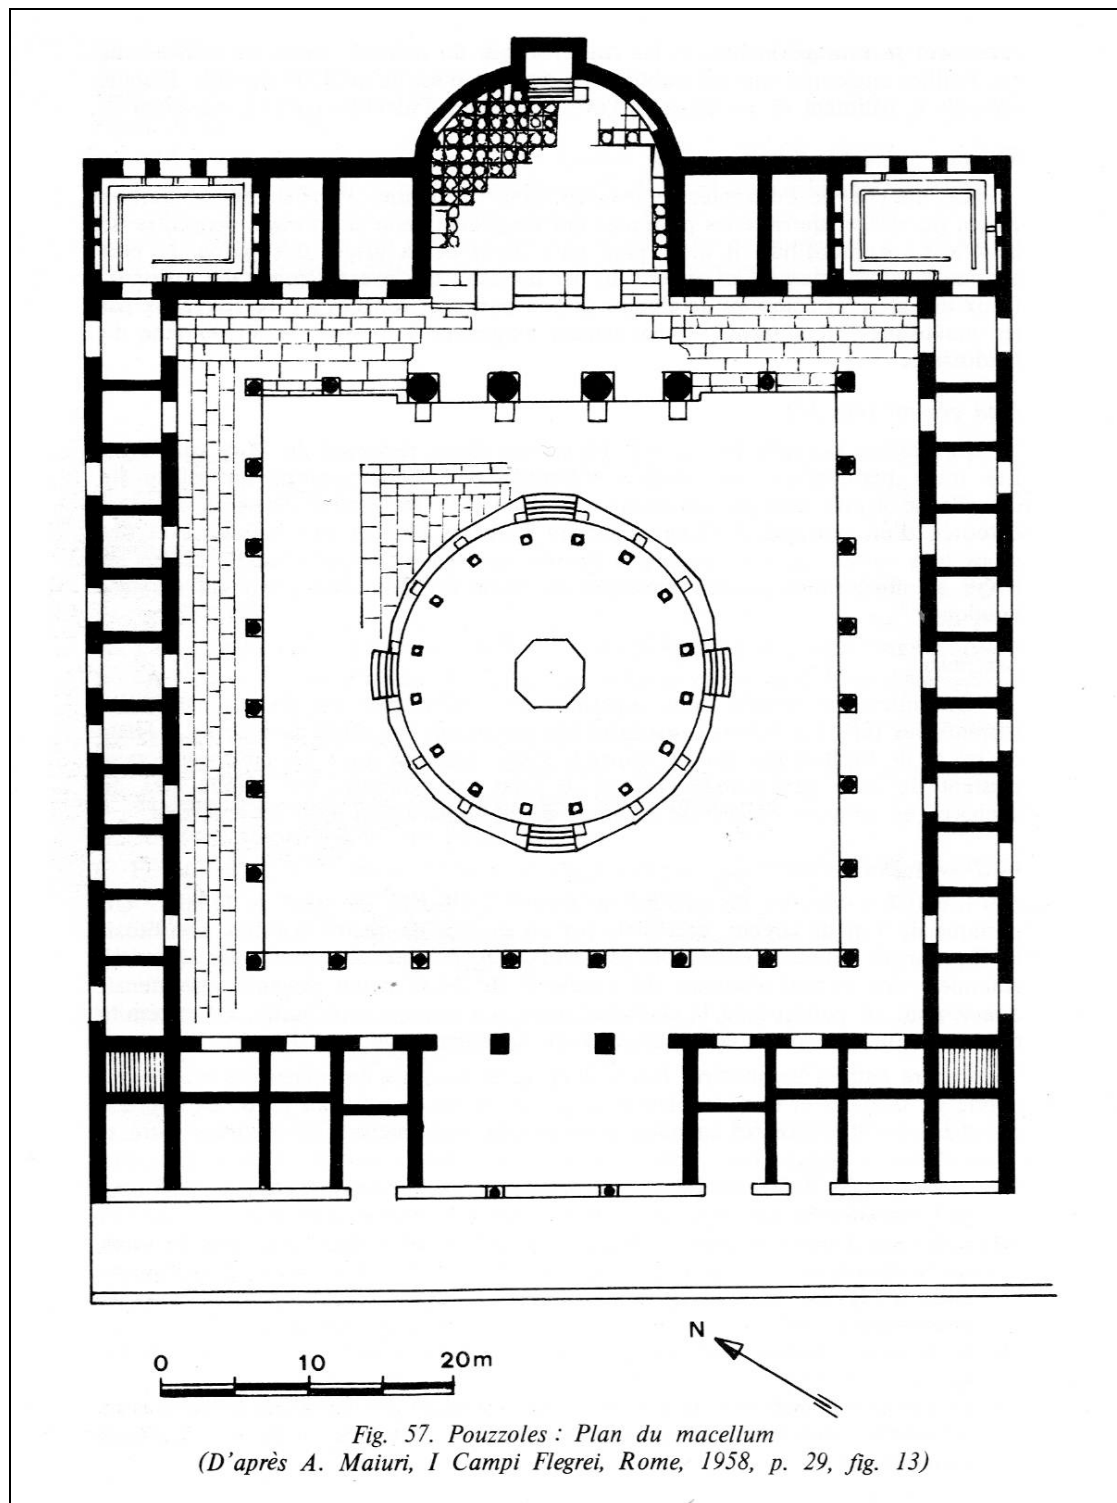 N
0 10 20m
Fig. 57. Pouzzoles : Plan du macellum
(D'après A. Maiuri, I Campi Flegrei, Rome, 1958, p. 29, fig. 13)